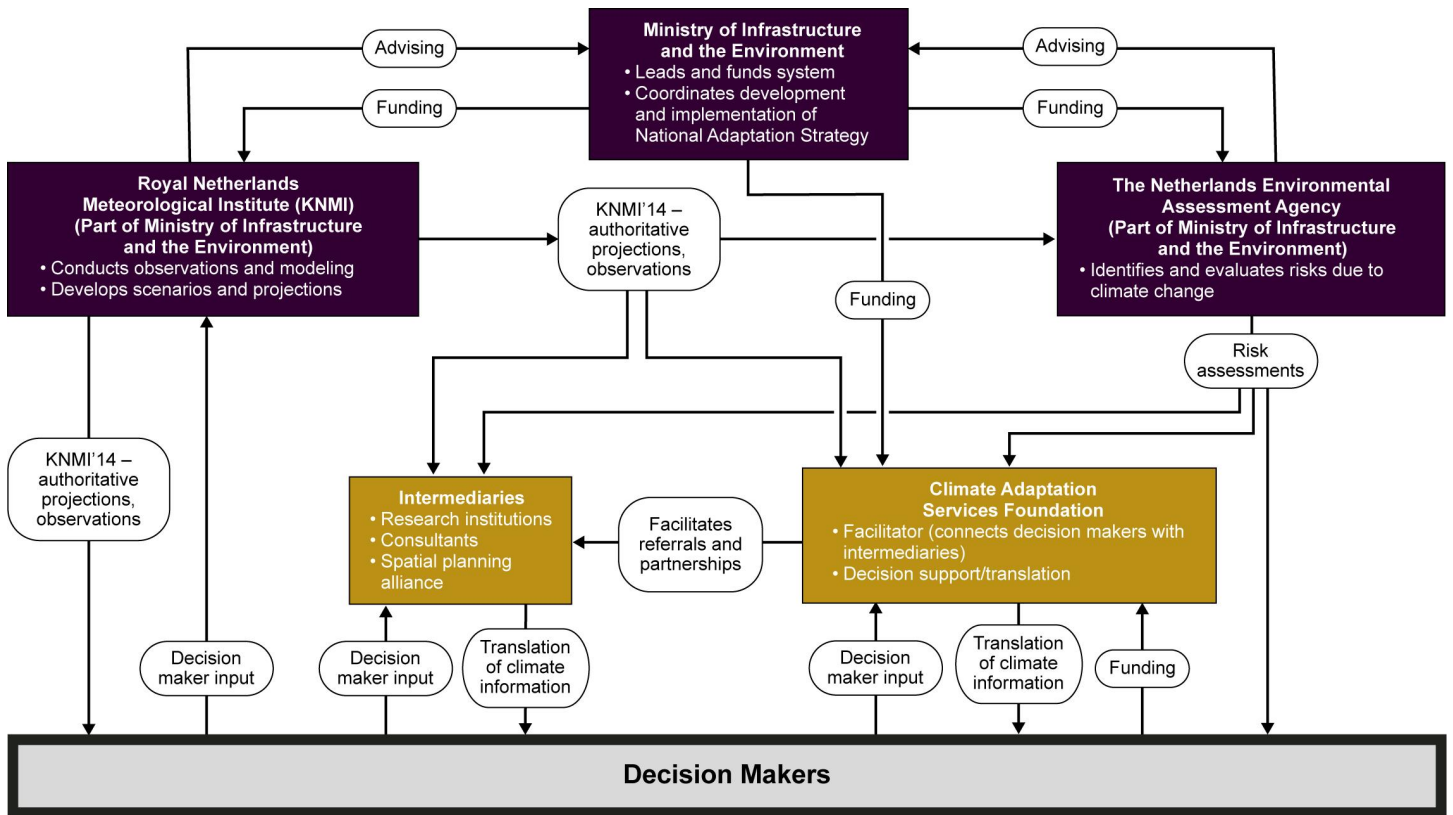 Ministry of Infrastructure
and the Environment
• Leads and funds system
• Coordinates development
and implementation of
National Adaptation Strategy
Advising
Advising
Funding
Funding
Royal Netherlands
Meteorological Institute (KNMI)
(Part of Ministry of Infrastructure
and the Environment)
• Conducts observations and modeling
• Develops scenarios and projections
KNMI’14 –
authoritative
projections,
observations
The Netherlands Environmental
Assessment Agency
(Part of Ministry of Infrastructure
and the Environment)
• Identifies and evaluates risks due to
climate change
Funding
Risk
assessments
KNMI’14 –
authoritative
projections,
observations
Intermediaries
• Research institutions
• Consultants
• Spatial planning
alliance
Facilitates
referrals and
partnerships
Climate Adaptation
Services Foundation
• Facilitator (connects decision makers with
intermediaries)
• Decision support/translation
Decision
maker input
Decision
maker input
Translation
of climate
information
Decision
maker input
Translation
of climate
information
Funding
Decision Makers